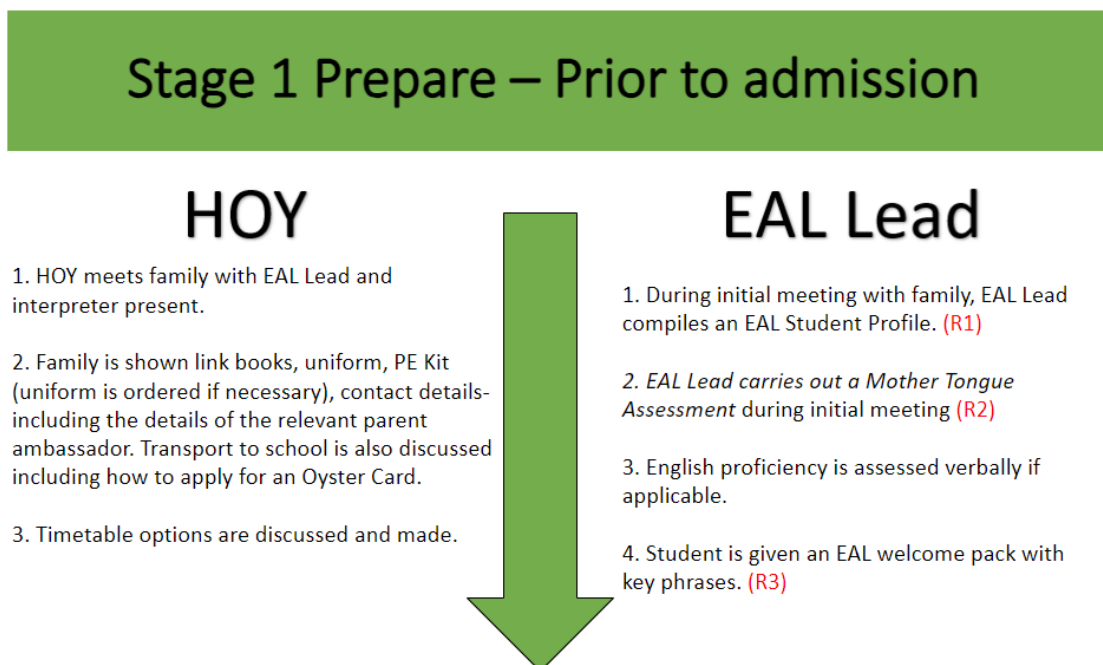 Stage 1 Prepare – Prior to admission
HOY
1. HOY meets family with EAL Lead and
interpreter present.
2. Family is shown link books, uniform, PE Kit
(uniform is ordered if necessary), contact details-
including the details of the relevant parent
ambassador. Transport to school is also discussed
including how to apply for an Oyster Card.
3. Timetable options are discussed and made.
EAL Lead
1. During initial meeting with family, EAL Lead
compiles an EAL Student Profile. (R1)
2. EAL Lead carries out a Mother Tongue
Assessment during initial meeting (R2)
3. English proficiency is assessed verbally if
applicable.
4. Student is given an EAL welcome pack with
key phrases. (R3)